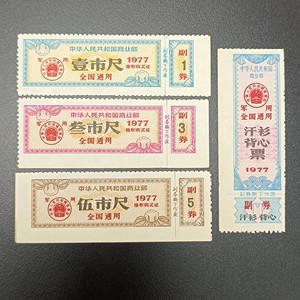 中华人民共和国商业部
军 用
壹市尺
1977
全国通用
副
1
券
中华人民共和国商业部
军 用
叁市尺
1977
全国通用
副
3
券
中华人民共和国商业部
军 用
伍市尺
1977
全国通用
副
5
券
中华人民共和国
商业部
军 用
汗衫
背心
票
1977
副 券
汗衫 背心